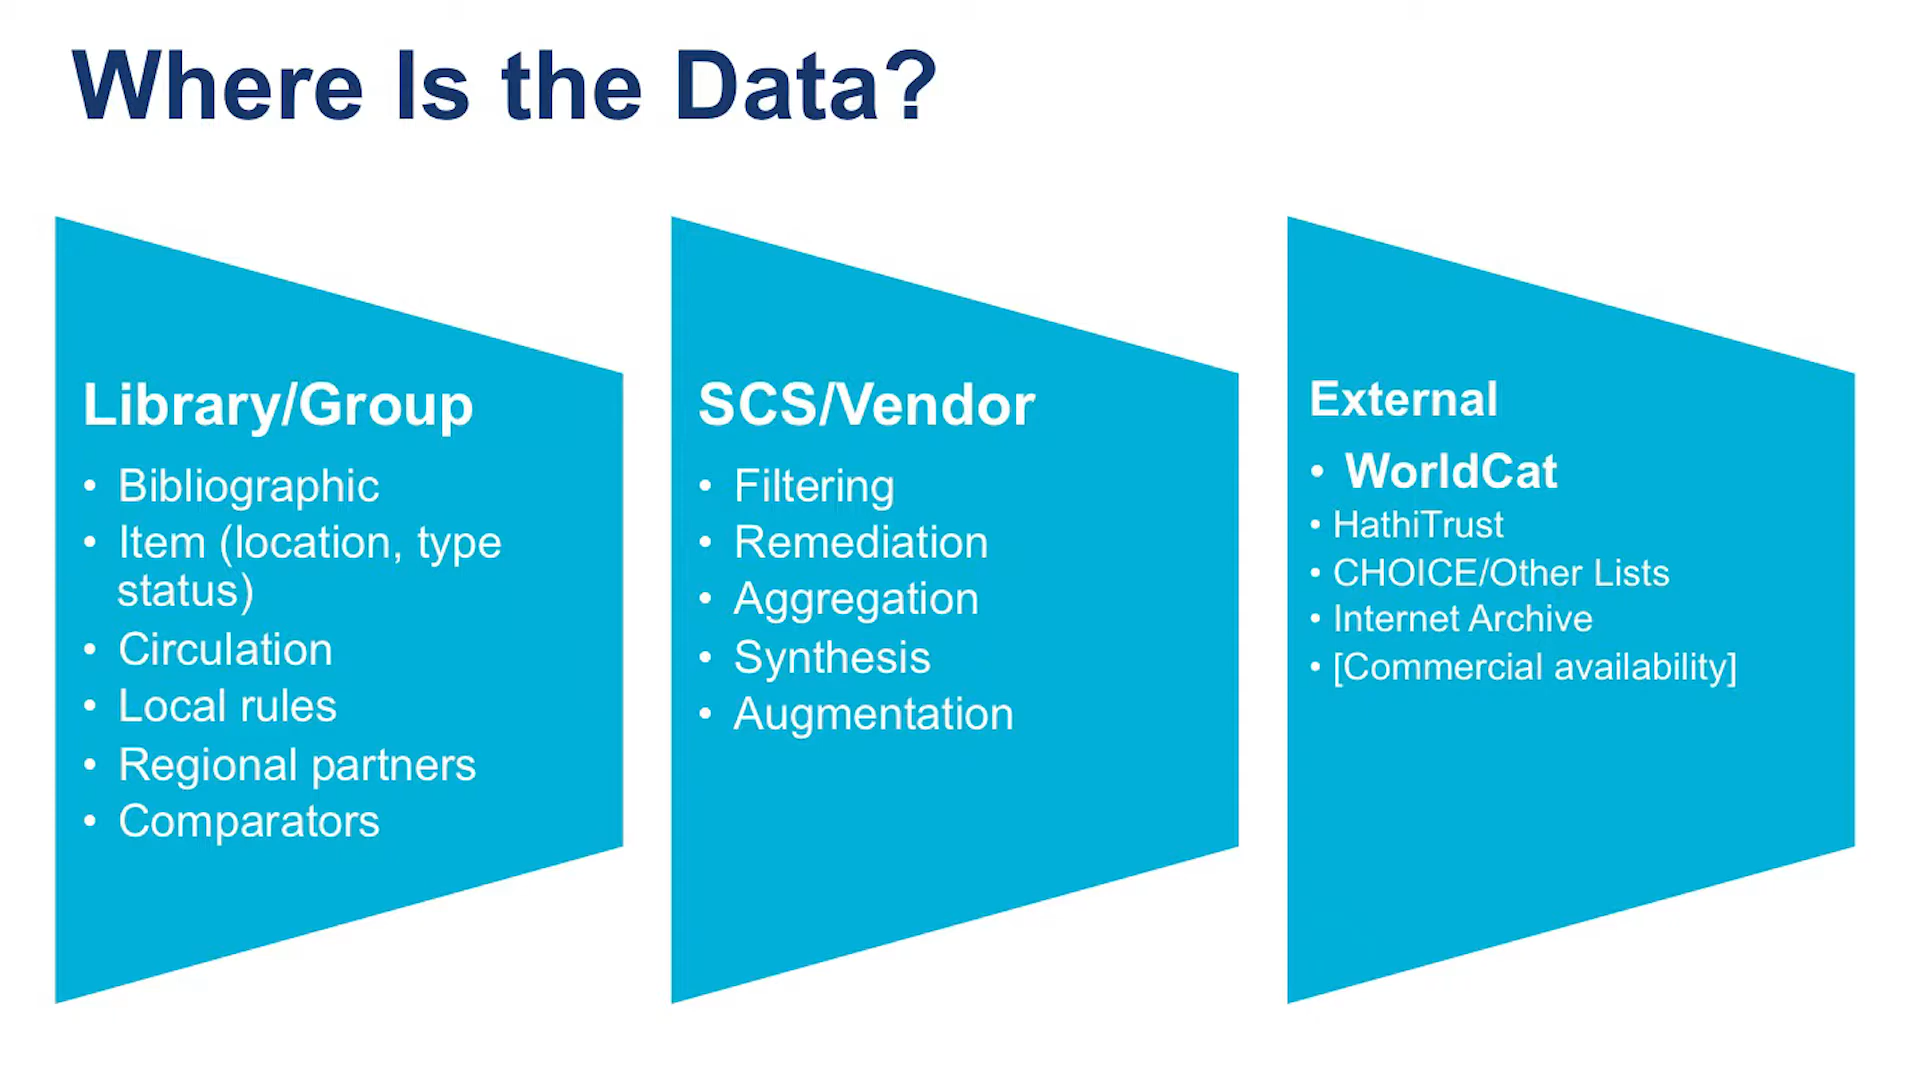 Where Is the Data?
Library/Group
• Bibliographic
• Item (location, type
status)
• Circulation
• Local rules
• Regional partners
• Comparators
SCS/Vendor
• Filtering
• Remediation
• Aggregation
• Synthesis
• Augmentation
External
• WorldCat
• HathiTrust
• CHOICE/Other Lists
• Internet Archive
• [Commercial availability]